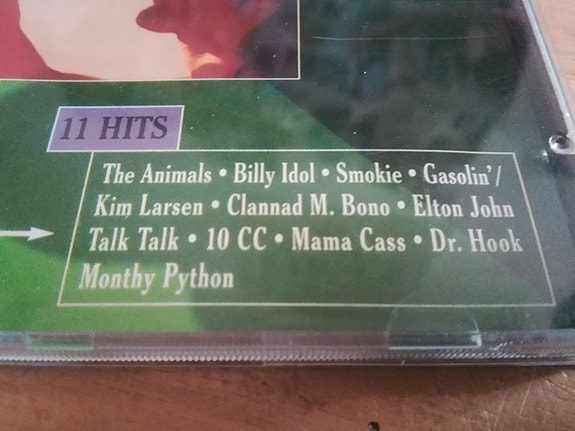 11 HITS
The Animals • Billy Idol • Smokie • Gasolin'/
Kim Larsen • Clannad M. Bono • Elton John
Talk Talk • 10 CC • Mama Cass • Dr. Hook
Monthy Python